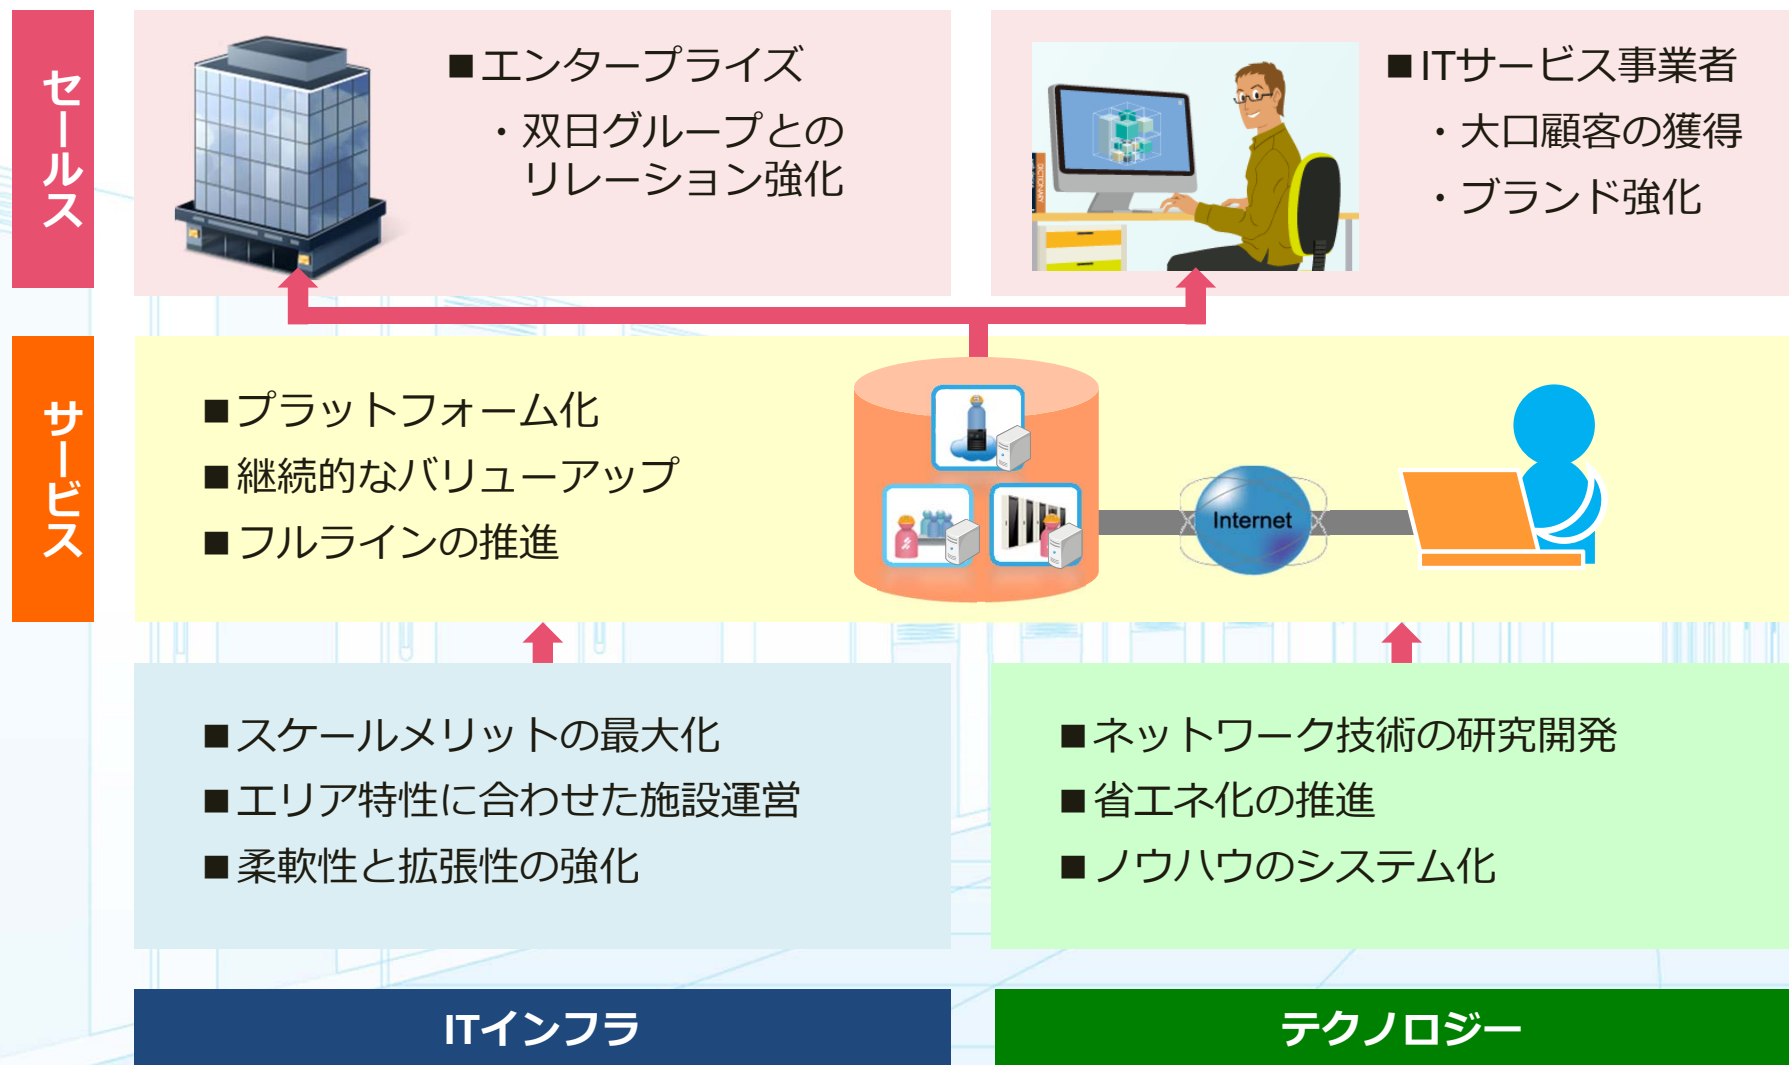 セールス
■エンタープライズ
・双日グループとの
リレーション強化
■ITサービス事業者
・大口顧客の獲得
・ブランド強化
DICTIONARY
サービス
■プラットフォーム化
■継続的なバリューアップ
■フルラインの推進
Internet
■スケールメリットの最大化
■エリア特性に合わせた施設運営
■柔軟性と拡張性の強化
■ネットワーク技術の研究開発
■省エネ化の推進
■ノウハウのシステム化
ITインフラ
テクノロジー